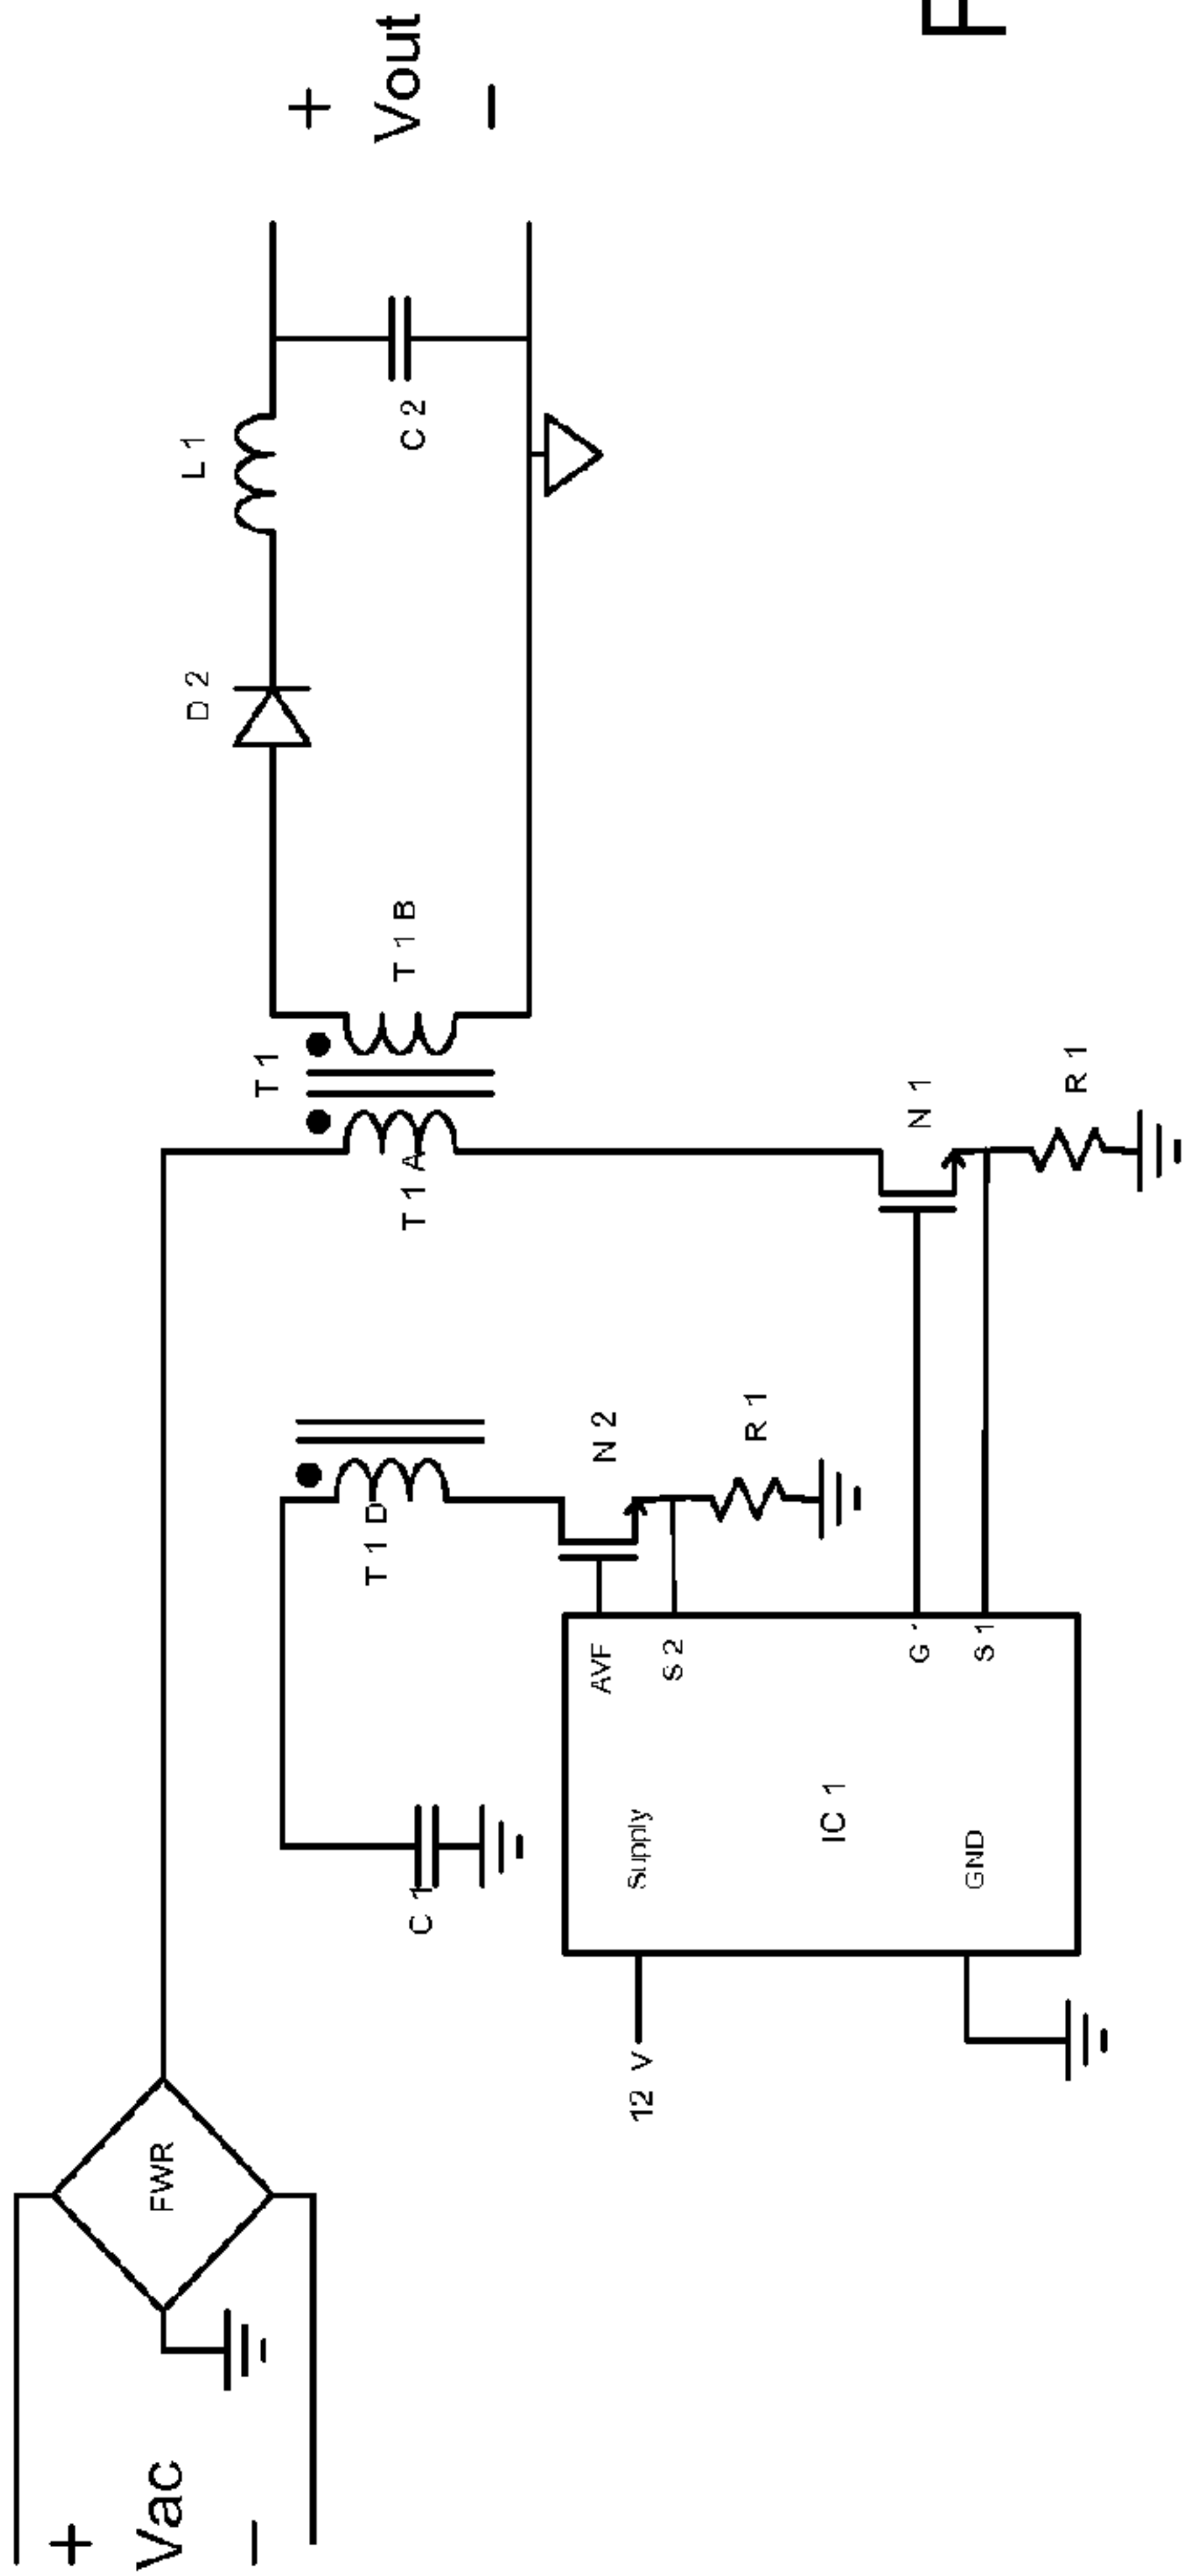 +
Vac
−
FWR
T 1
D 2
L 1
+
Vout
−
C 1
T 1 D
T 1 A
T 1 B
C 2
12 V
Supply
AVF
S 2
N 2
R 1
IC 1
GND
S 1
N 1
R 1